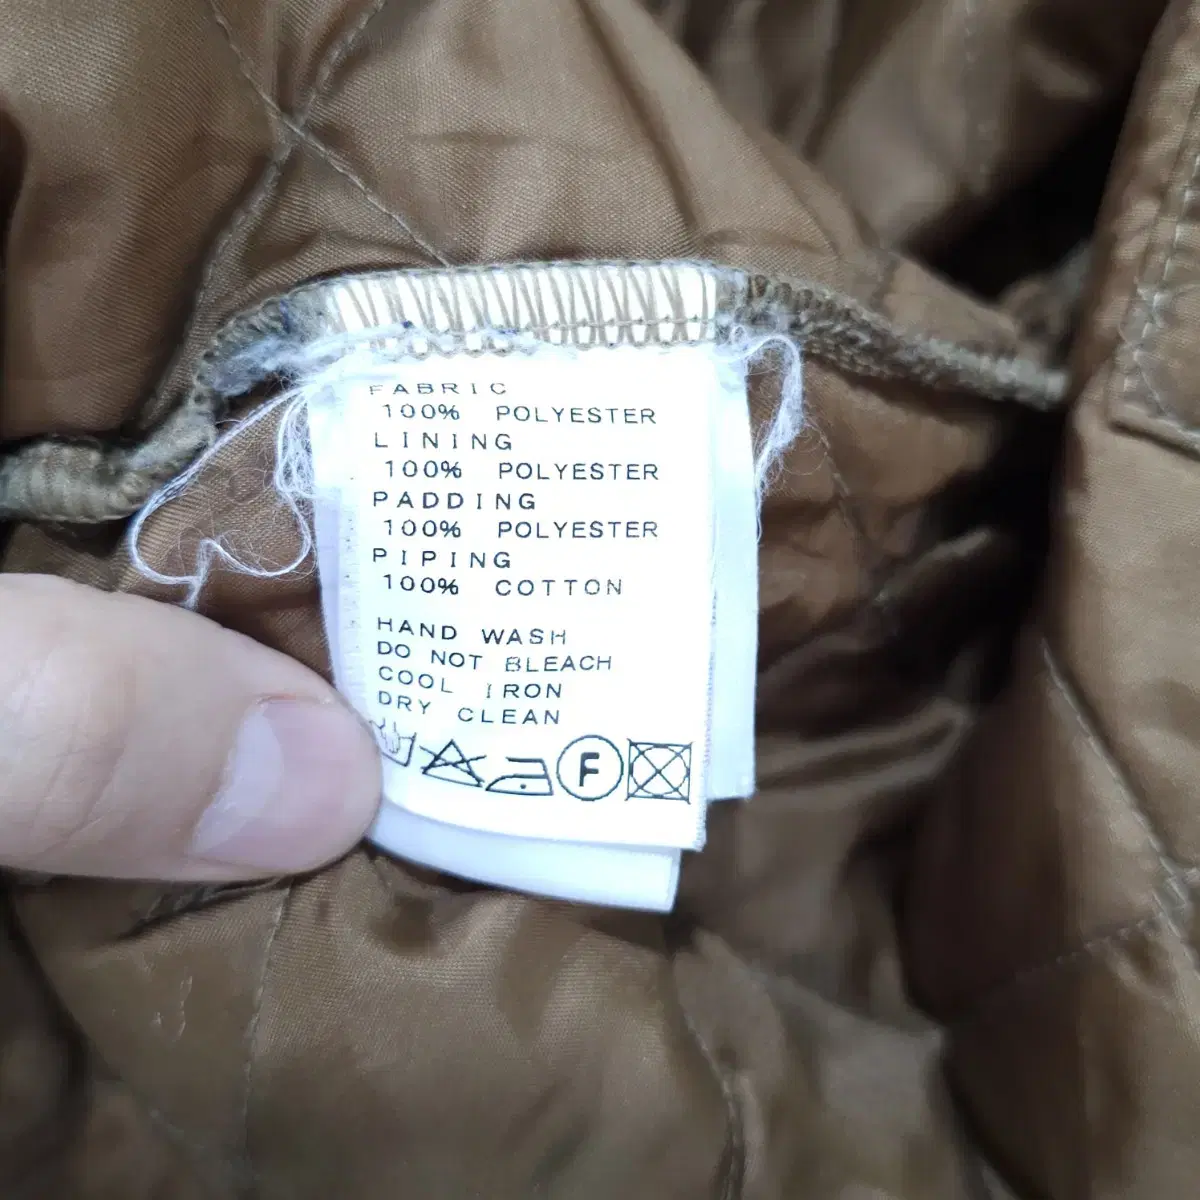 FABRIC
100% POLYESTER
LINING
100% POLYESTER
PADDING
100% POLYESTER
PIPING
100% COTTON
HAND WASH
DO NOT BLEACH
COOL IRON
DRY CLEAN
F